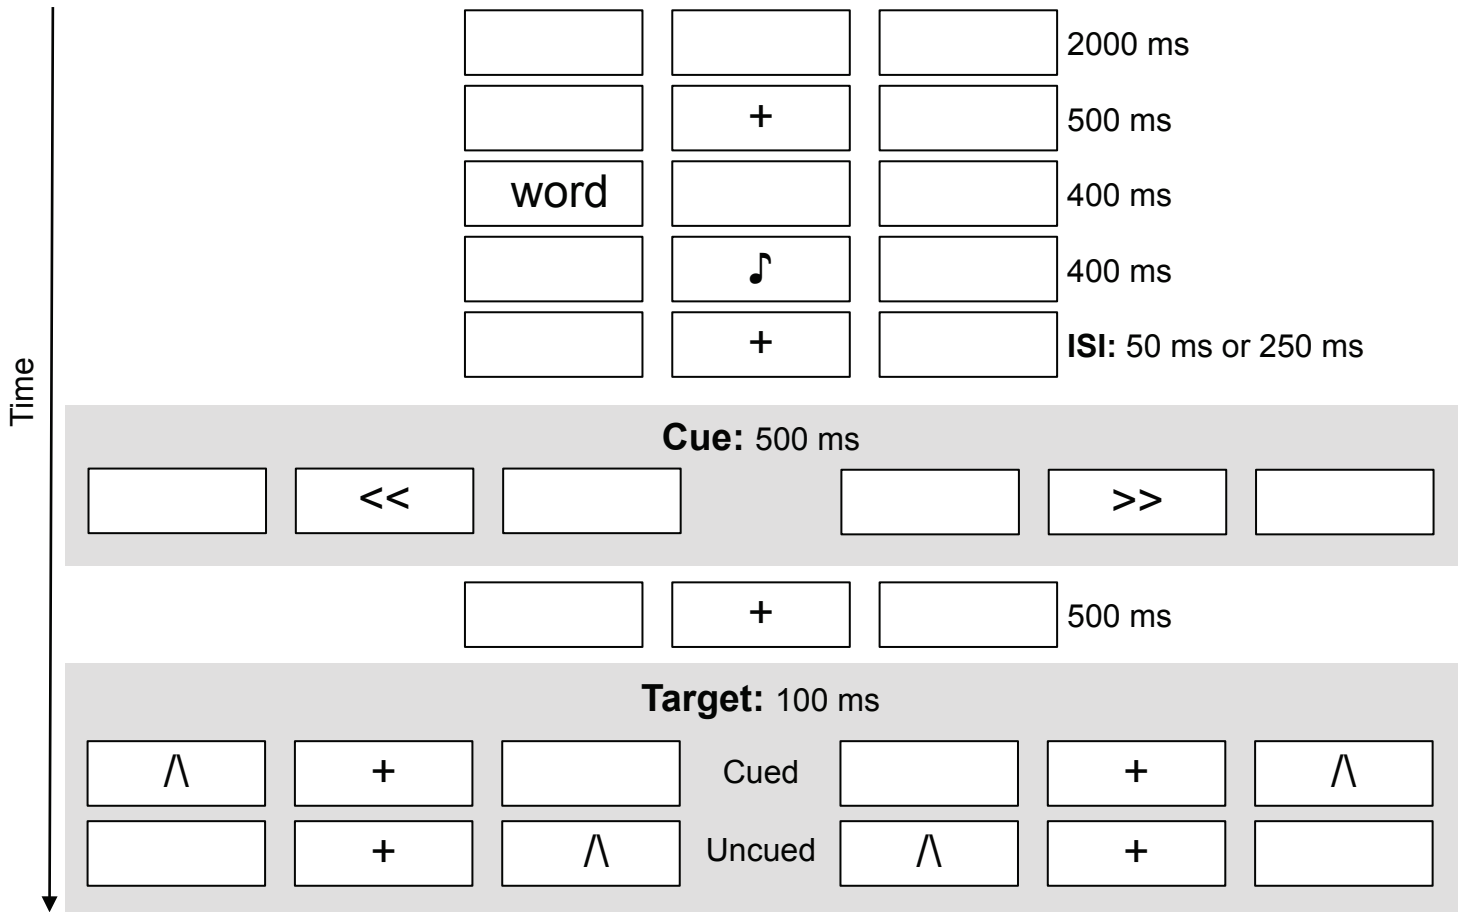 2000 ms
+ 500 ms
word 400 ms
♪ 400 ms
+ ISI: 50 ms or 250 ms
Time
Cue: 500 ms
<< >>
+ 500 ms
Target: 100 ms
/\ + Cued + /\
+ /\ Uncued /\ +